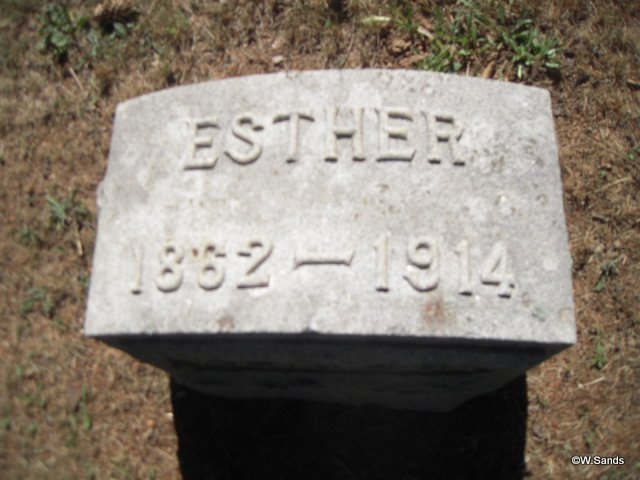 ESTHER
1862 — 1914
©W.Sands